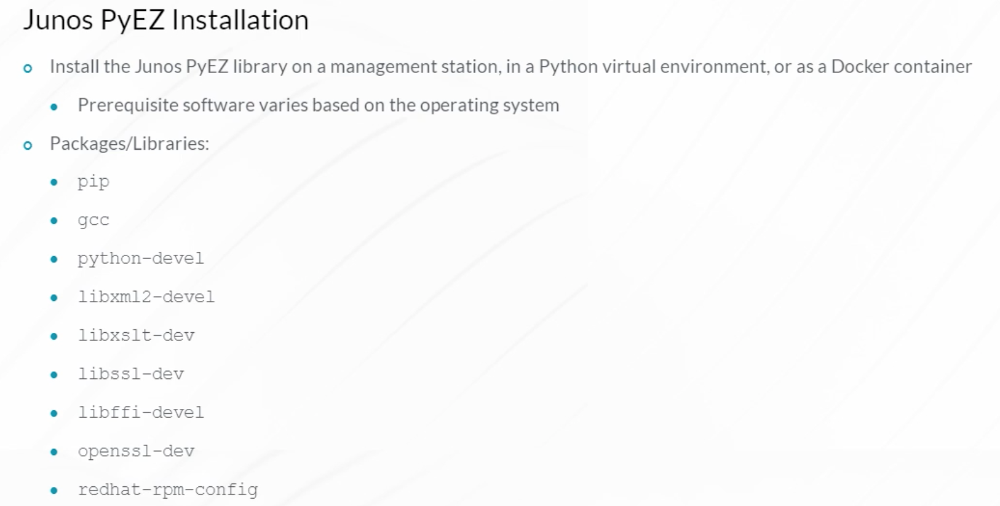 Junos PyEZ Installation
Install the Junos PyEZ library on a management station, in a Python virtual environment, or as a Docker container
Prerequisite software varies based on the operating system
Packages/Libraries:
pip
gcc
python-devel
libxml2-devel
libxslt-dev
libssl-dev
libffi-devel
openssl-dev
redhat-rpm-config